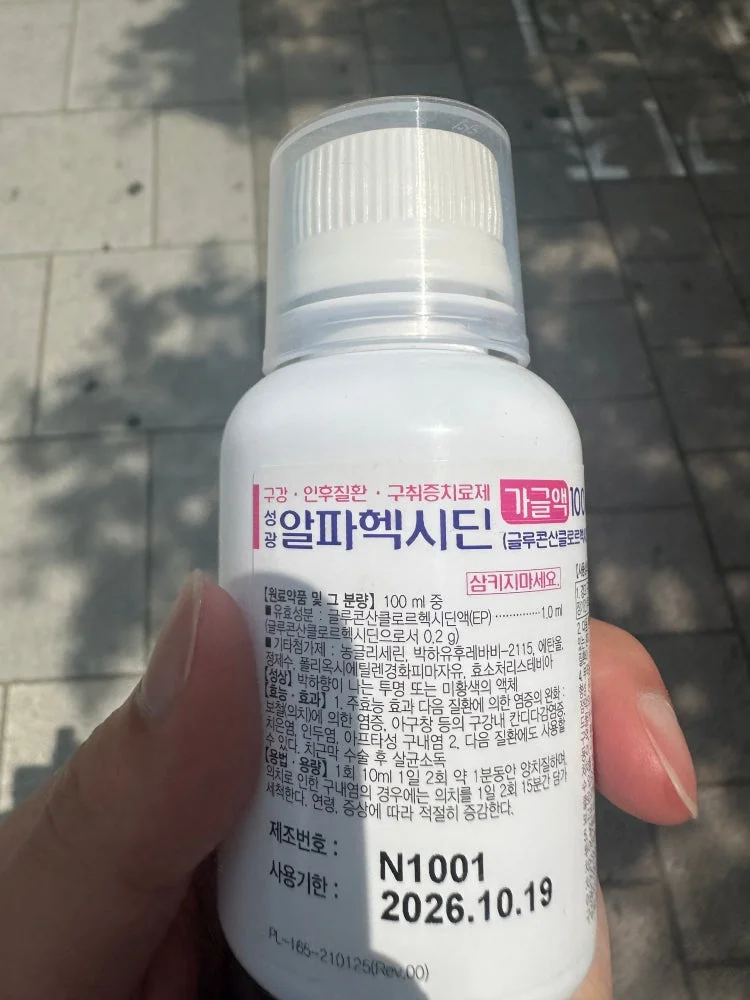 구강·인후질환·구취증치료제
성광 알파헥시딘 가글액 100
(글루콘산클로르헥
삼키지마세요.
【원료약품 및 그 분량】 100 ml 중
■유효성분 : 글루콘산클로르헥시딘액(EP) ··············1.0 ml
(글루콘산클로르헥시딘으로서 0.2 g)
■기타첨가제 : 농글리세린, 박하유후레바비-2115, 에탄올,
정제수, 폴리옥시에틸렌경화피마자유, 효소처리스테비아
【성상】 박하향이 나는 투명 또는 미황색의 액체
【효능·효과】 1. 주효능 효과 다음 질환에 의한 염증의 완화 :
보철(의치)에 의한 염증, 아구창 등의 구강내 칸디다감염증,
치은염, 인두염, 아프타성 구내염 2. 다음 질환에도 사용할
수 있다. 치근막 수술 후 살균소독
【용법·용량】 1회 10ml 1일 2회 약 1분동안 양치질하며,
의치로 인한 구내염의 경우에는 의치를 1일 2회 15분간 담가
세척한다. 연령, 증상에 따라 적절히 증감한다.
제조번호 : N1001
사용기한 : 2026.10.19
PL-165-210125(Rev.00)